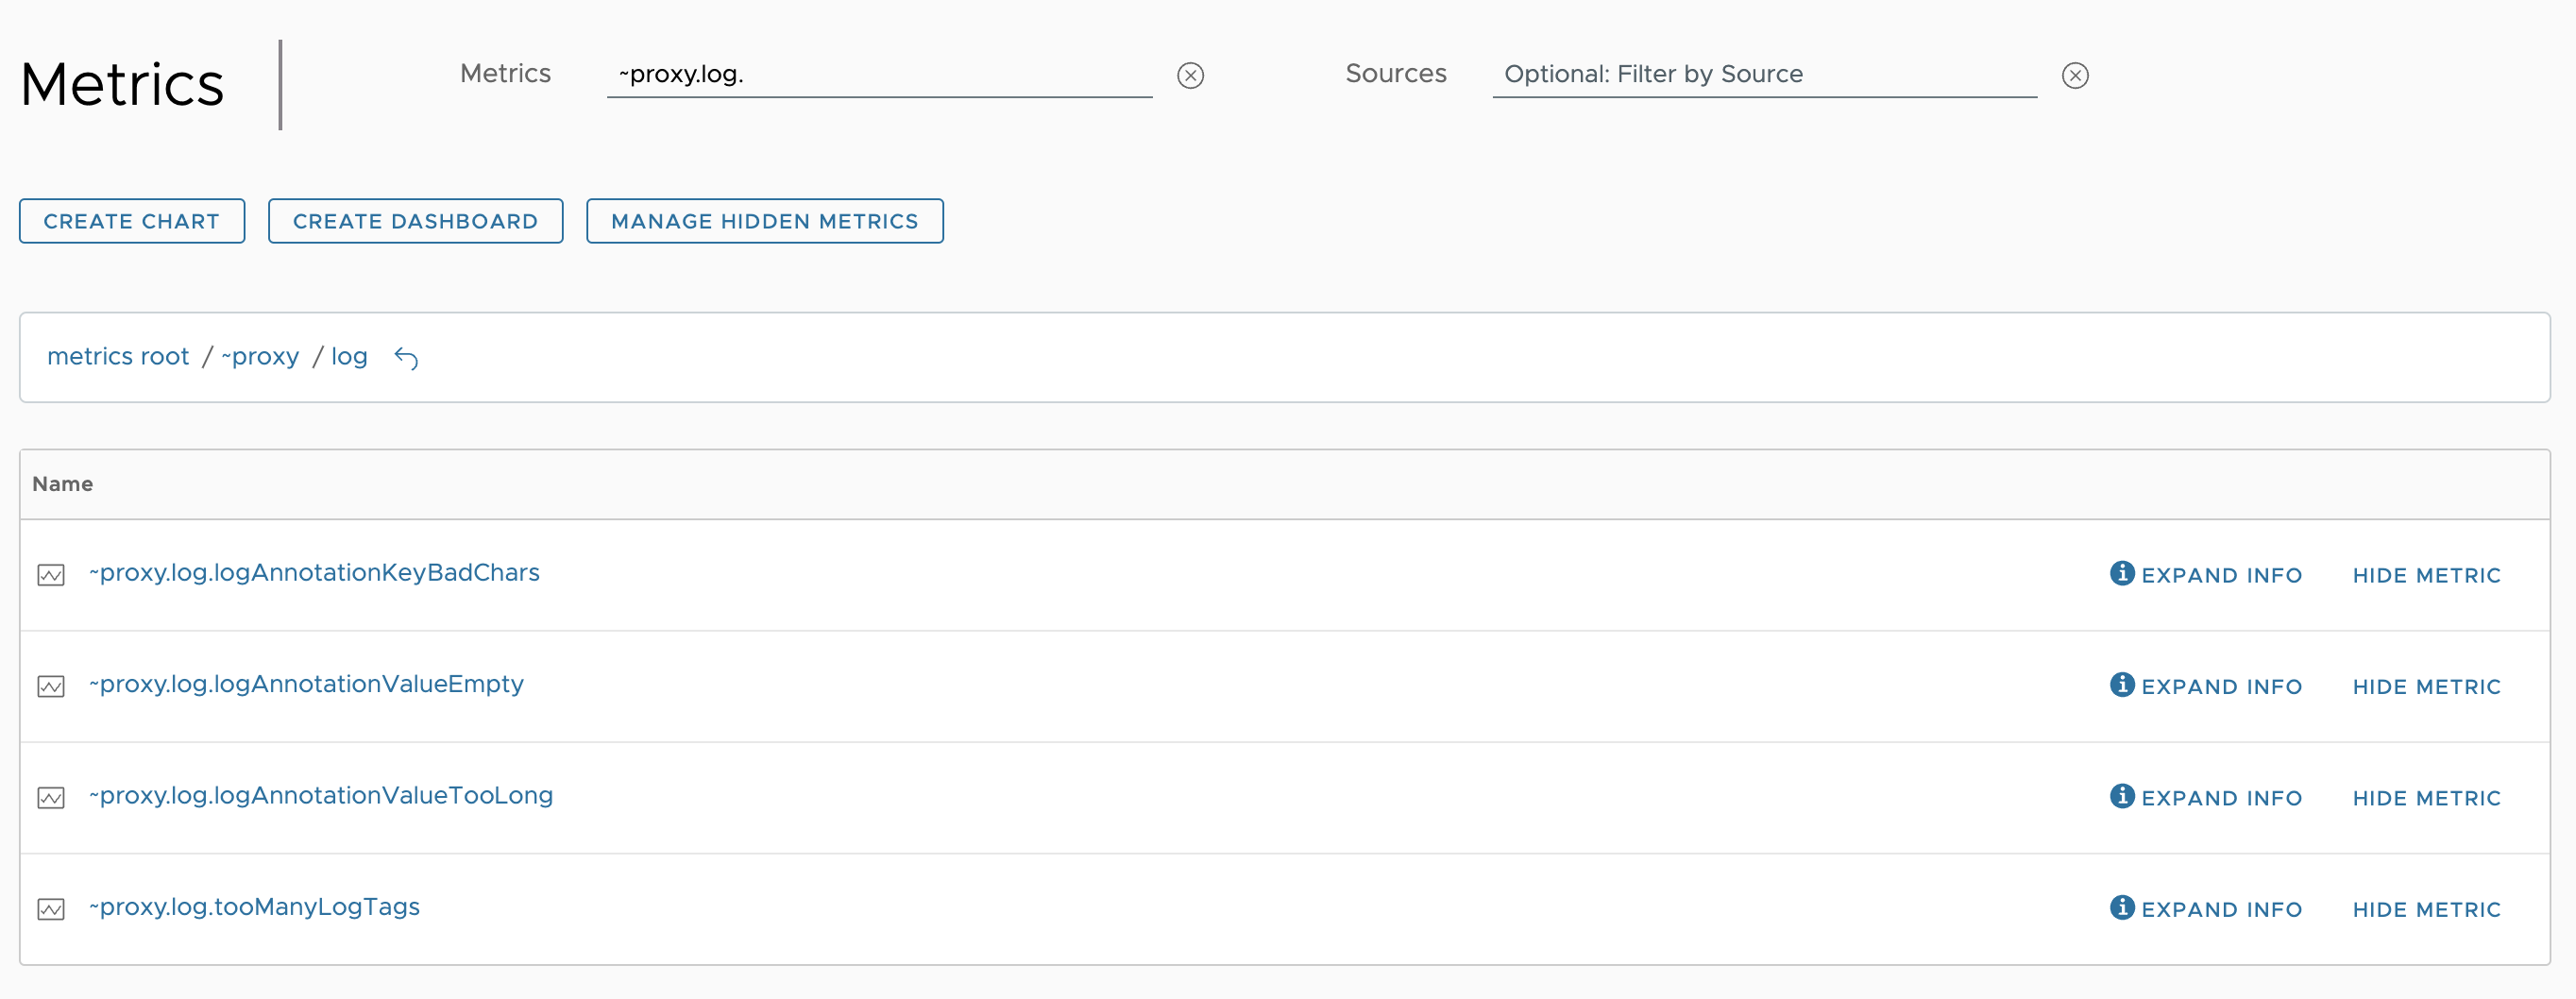 Metrics
Metrics ~proxy.log. Sources Optional: Filter by Source
CREATE CHART CREATE DASHBOARD MANAGE HIDDEN METRICS
metrics root / ~proxy / log
Name
~proxy.log.logAnnotationKeyBadChars EXPAND INFO HIDE METRIC
~proxy.log.logAnnotationValueEmpty EXPAND INFO HIDE METRIC
~proxy.log.logAnnotationValueTooLong EXPAND INFO HIDE METRIC
~proxy.log.tooManyLogTags EXPAND INFO HIDE METRIC